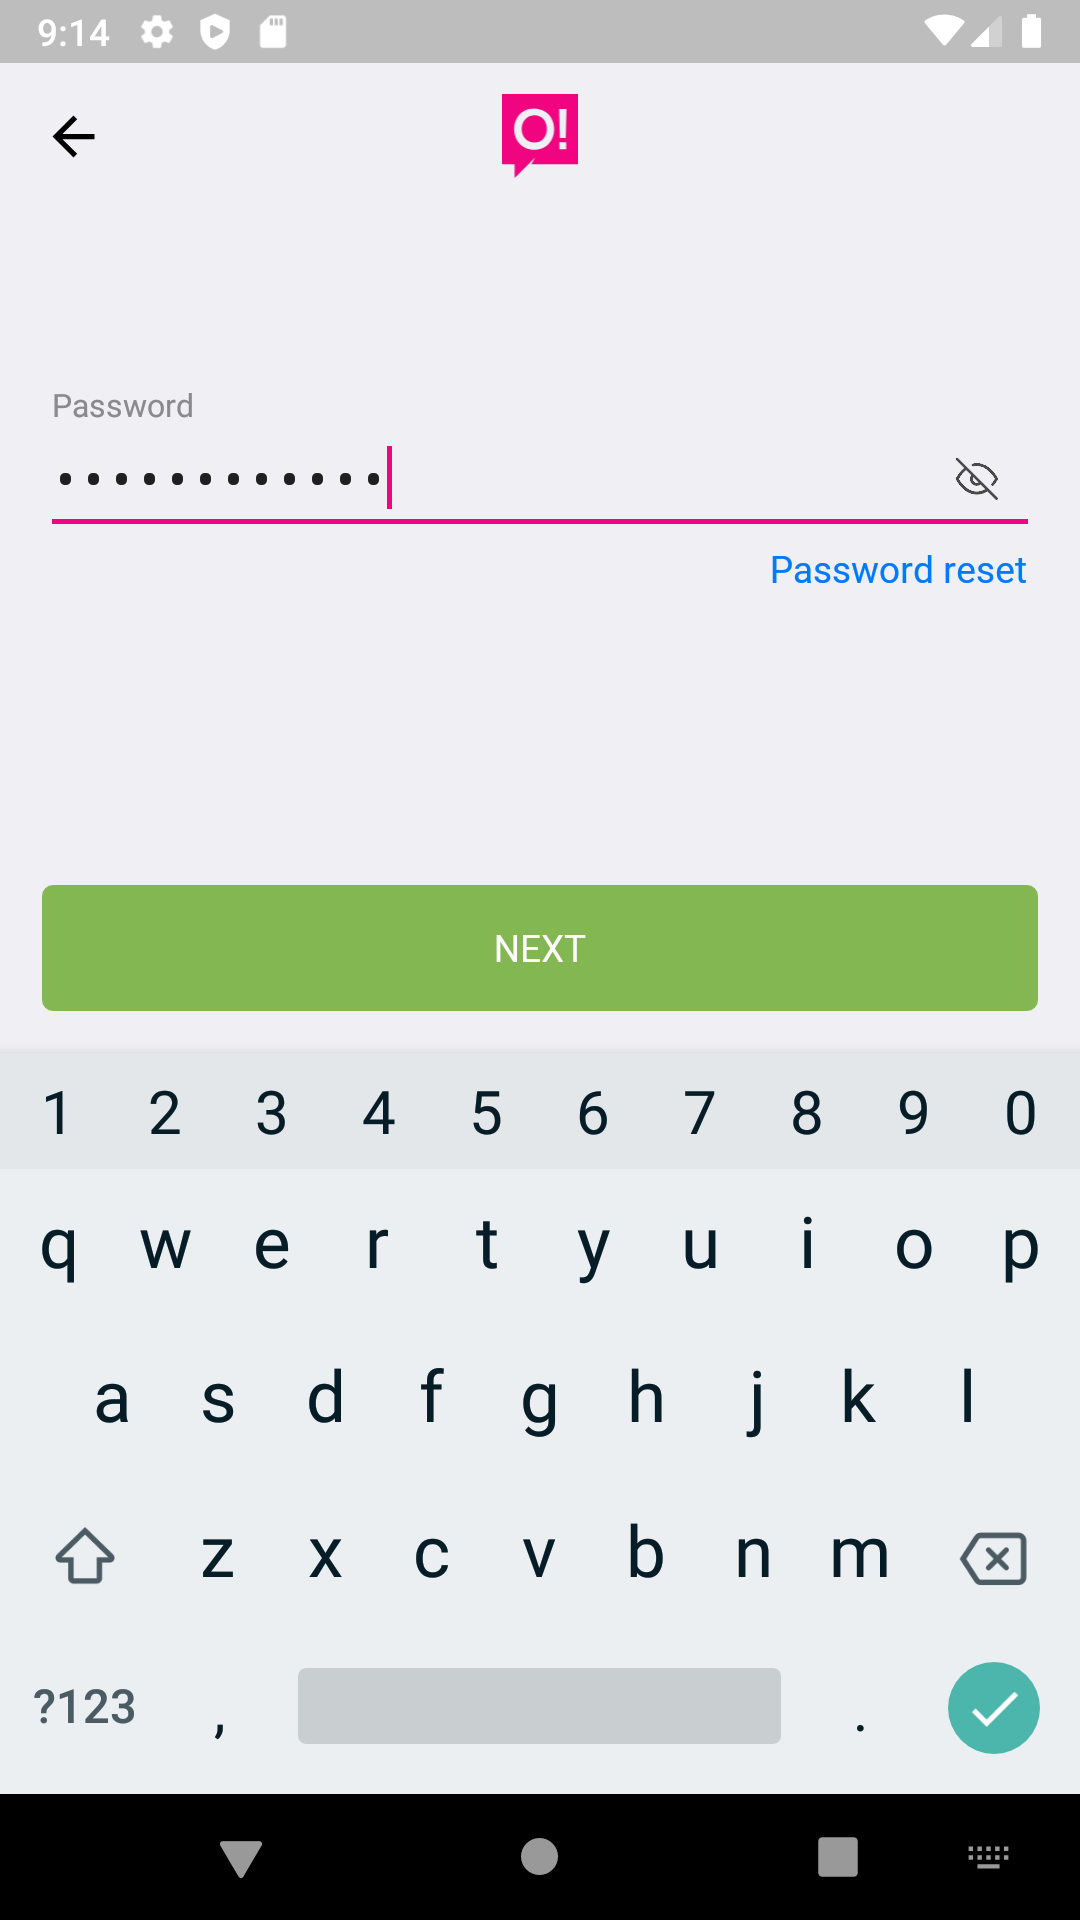 9:14
O!
Password
••••••••••••
Password reset
NEXT
1 2 3 4 5 6 7 8 9 0
q w e r t y u i o p
a s d f g h j k l
z x c v b n m
?123 , .